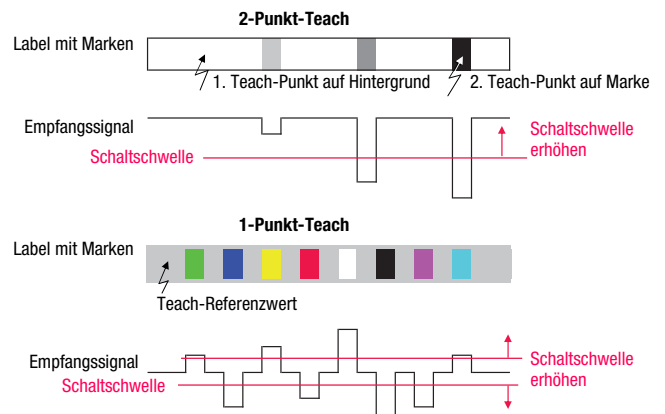 2-Punkt-Teach
Label mit Marken
1. Teach-Punkt auf Hintergrund
2. Teach-Punkt auf Marke
Empfangssignal
Schaltschwelle
Schaltschwelle
erhöhen
1-Punkt-Teach
Label mit Marken
Teach-Referenzwert
Empfangssignal
Schaltschwelle
Schaltschwelle
erhöhen